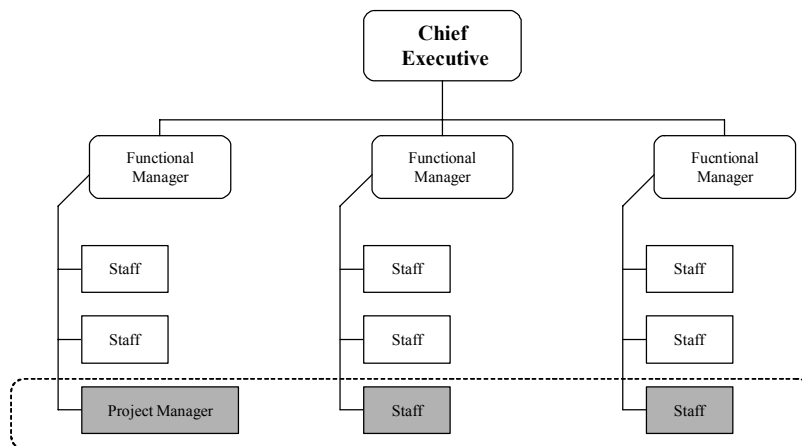 Chief
Executive
Functional
Manager
Functional
Manager
Fucntional
Manager
Staff
Staff
Staff
Staff
Staff
Staff
Project Manager
Staff
Staff